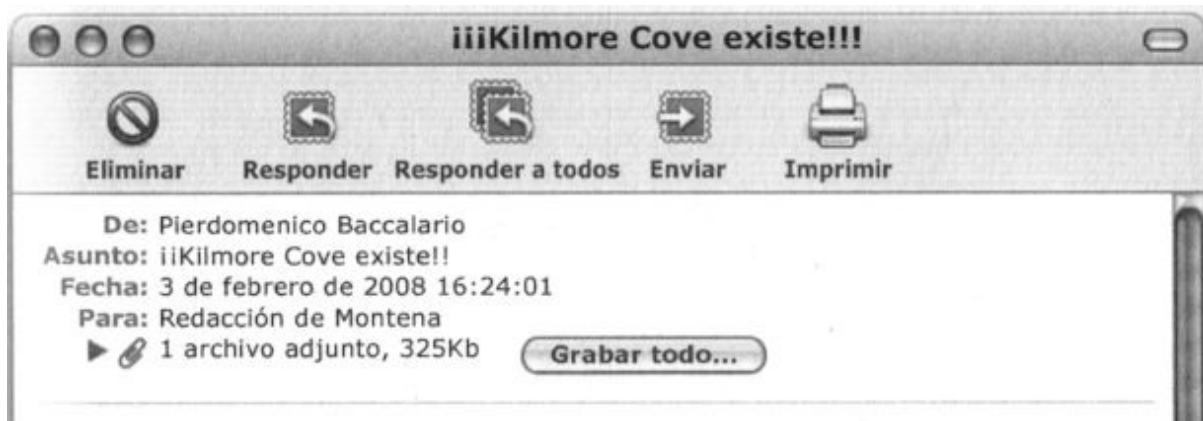 ¡¡¡Kilmore Cove existe!!!
Eliminar Responder Responder a todos Enviar Imprimir
De: Pierdomenico Baccalario
Asunto: ¡¡Kilmore Cove existe!!
Fecha: 3 de febrero de 2008 16:24:01
Para: Redacción de Montena
1 archivo adjunto, 325Kb Grabar todo...